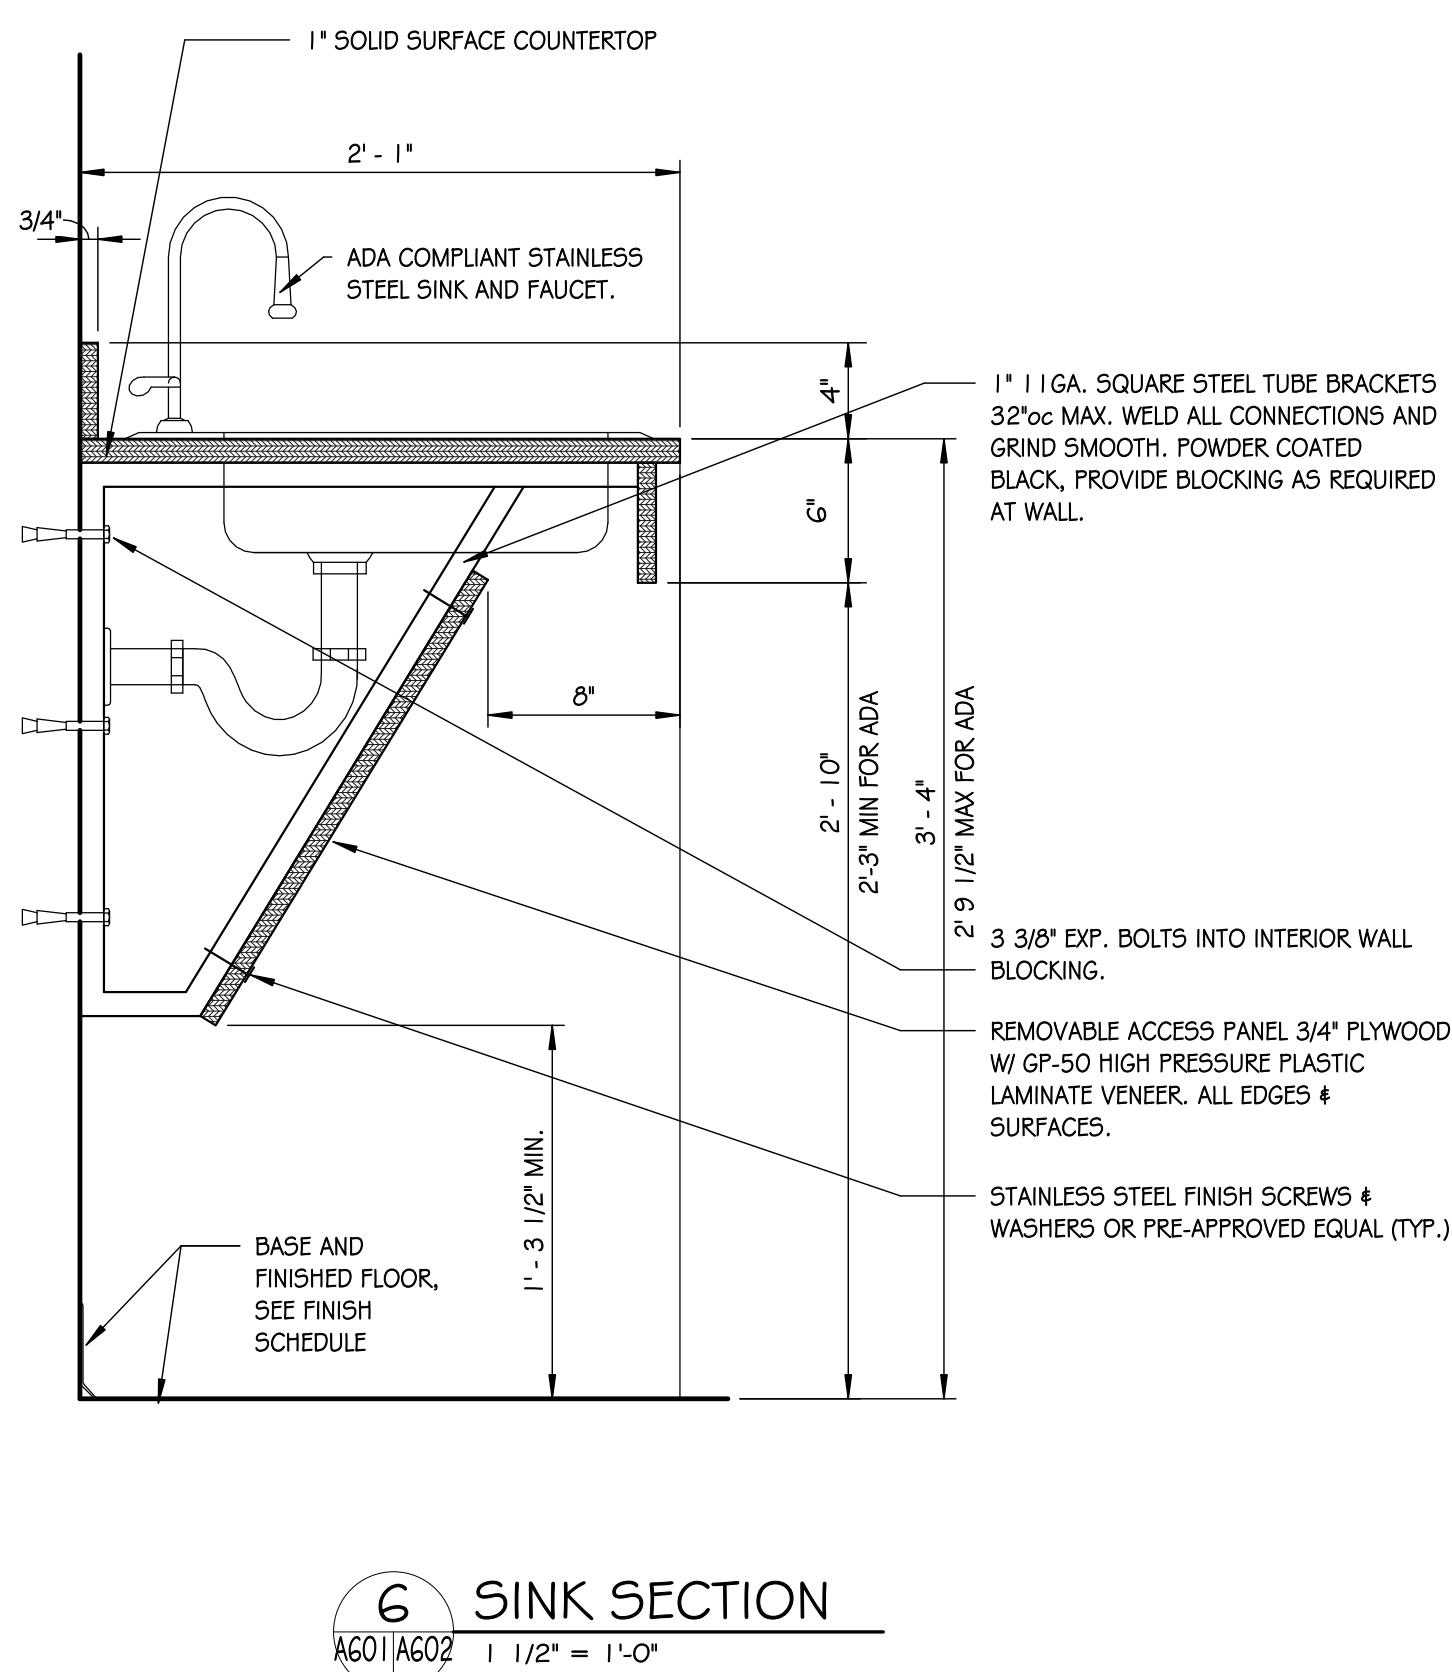 1" SOLID SURFACE COUNTERTOP
2' - 1"
3/4"
ADA COMPLIANT STAINLESS
STEEL SINK AND FAUCET.
4"
1" 11GA. SQUARE STEEL TUBE BRACKETS
32"oc MAX. WELD ALL CONNECTIONS AND
GRIND SMOOTH. POWDER COATED
BLACK, PROVIDE BLOCKING AS REQUIRED
AT WALL.
6"
8"
2' - 10"
2'-3" MIN FOR ADA
3' - 4"
2' 9 1/2" MAX FOR ADA
3 3/8" EXP. BOLTS INTO INTERIOR WALL
BLOCKING.
REMOVABLE ACCESS PANEL 3/4" PLYWOOD
W/ GP-50 HIGH PRESSURE PLASTIC
LAMINATE VENEER. ALL EDGES &
SURFACES.
1' - 3 1/2" MIN.
STAINLESS STEEL FINISH SCREWS &
WASHERS OR PRE-APPROVED EQUAL (TYP.)
BASE AND
FINISHED FLOOR,
SEE FINISH
SCHEDULE
6
SINK SECTION
A601 A602
1 1/2" = 1'-0"